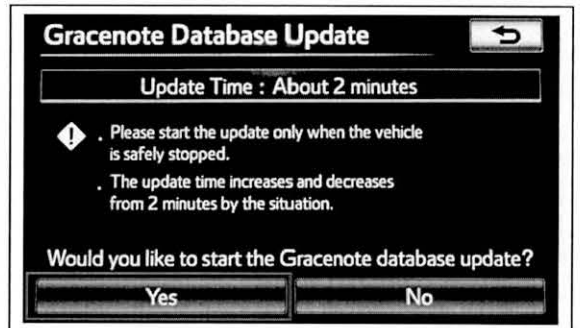 Gracenote Database Update
Update Time : About 2 minutes
. Please start the update only when the vehicle
is safely stopped.
. The update time increases and decreases
from 2 minutes by the situation.
Would you like to start the Gracenote database update?
Yes
No